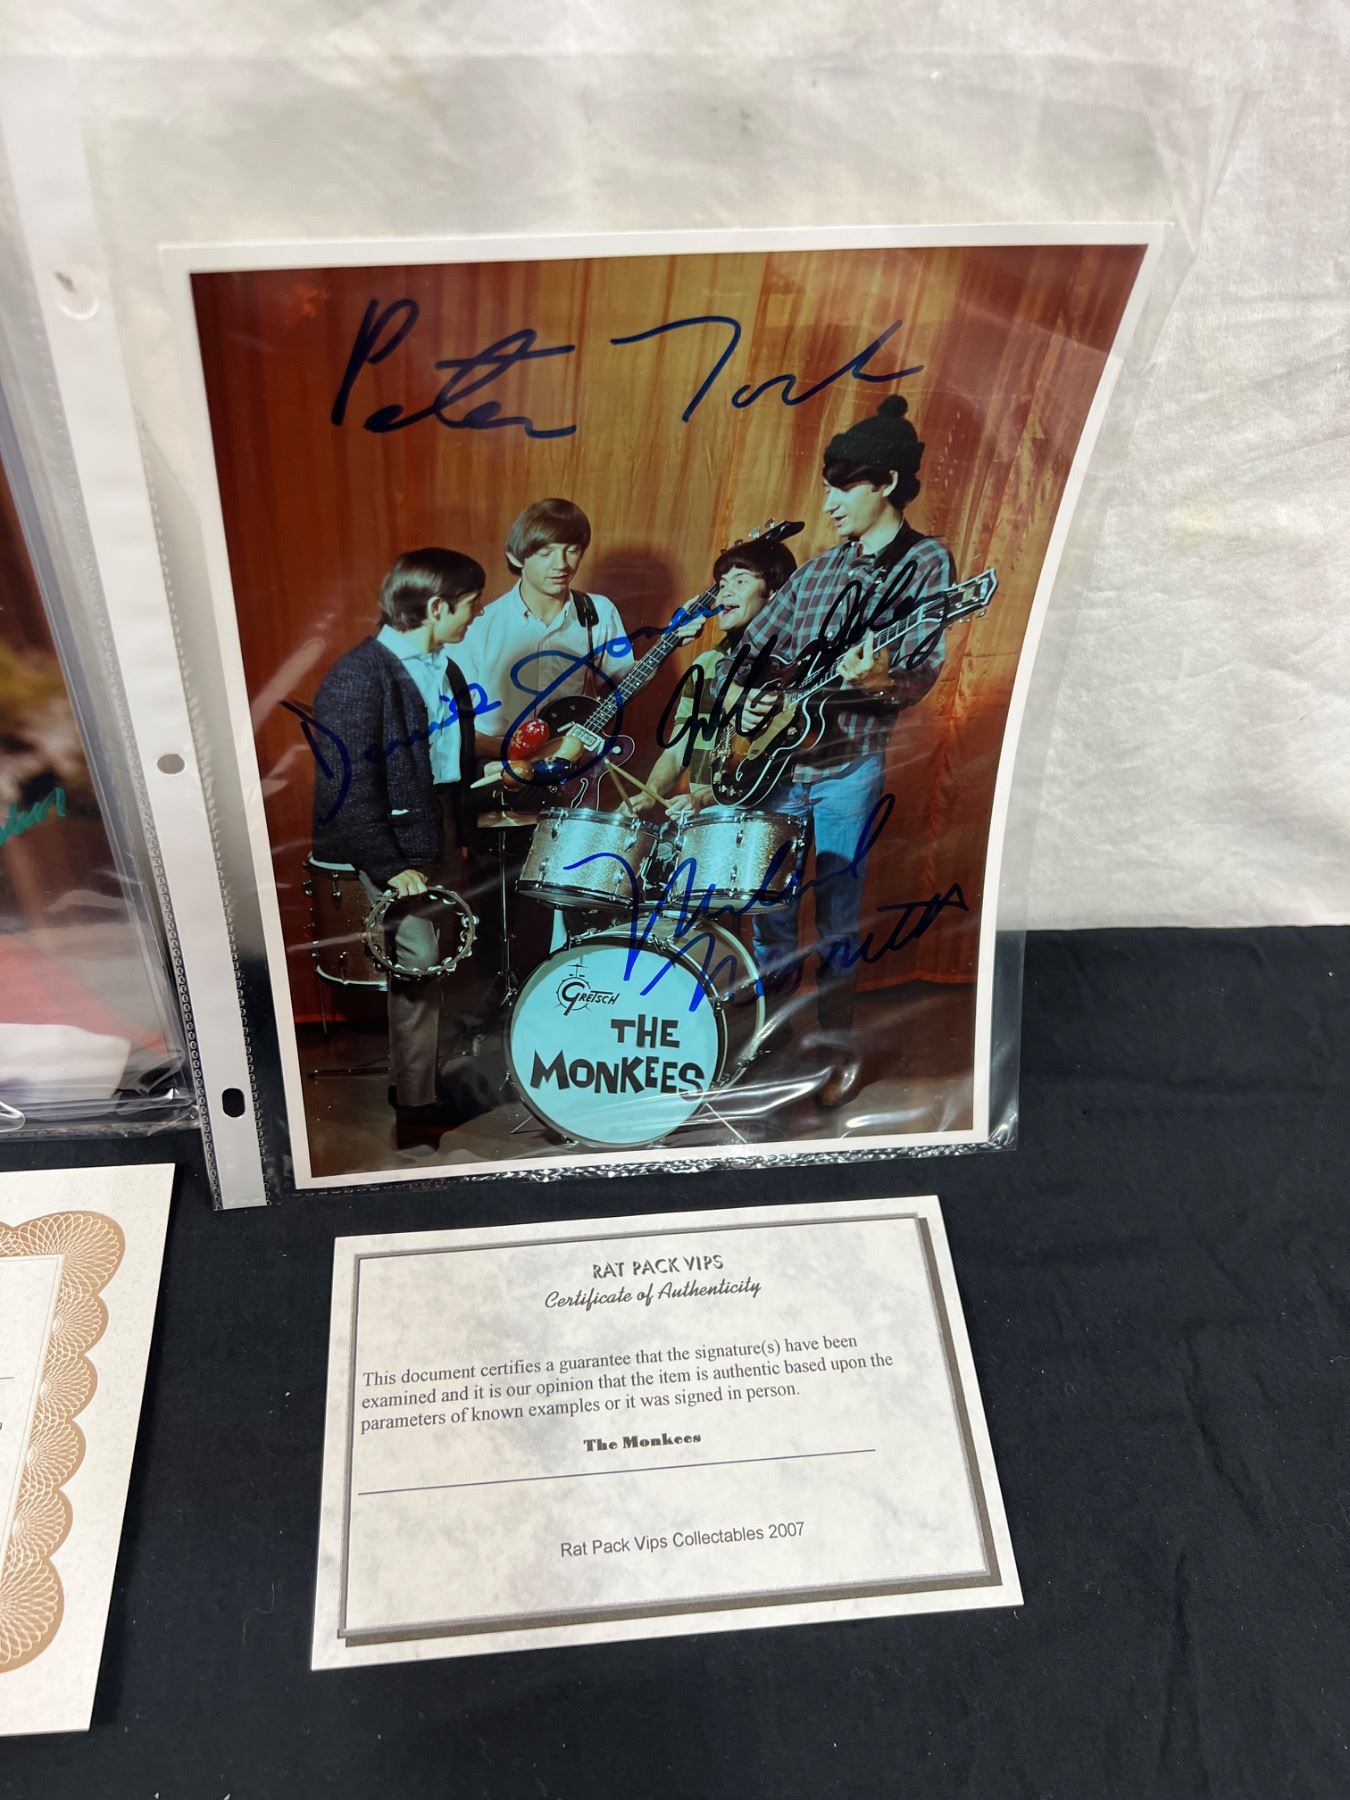 Peter Tork
Davy Jones
Michael
Nesmith
GRETSCH
THE
MONKEES
RAT PACK VIPS
Certificate of Authenticity
This document certifies a guarantee that the signature(s) have been
examined and it is our opinion that the item is authentic based upon the
parameters of known examples or it was signed in person.
The Monkees
Rat Pack Vips Collectables 2007